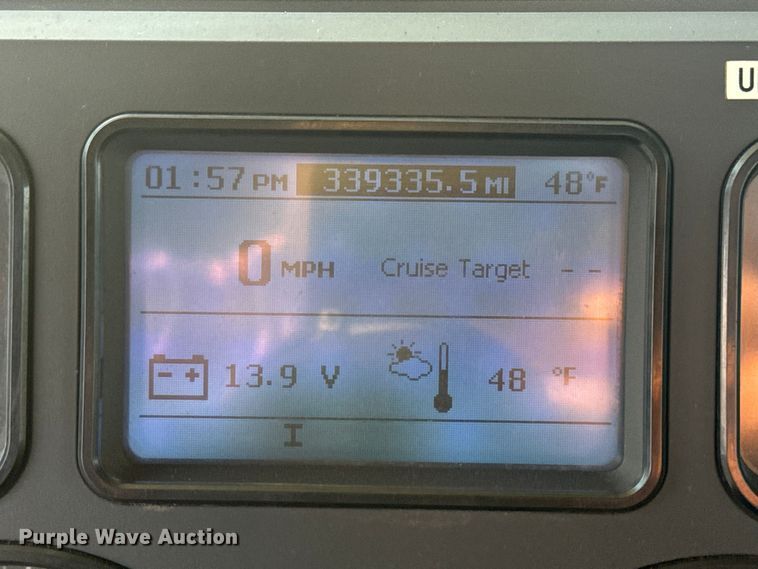 01:57 PM 339335.5 MI 48°F
0 MPH Cruise Target - -
- + 13.9 V 48 °F
I
Purple Wave Auction